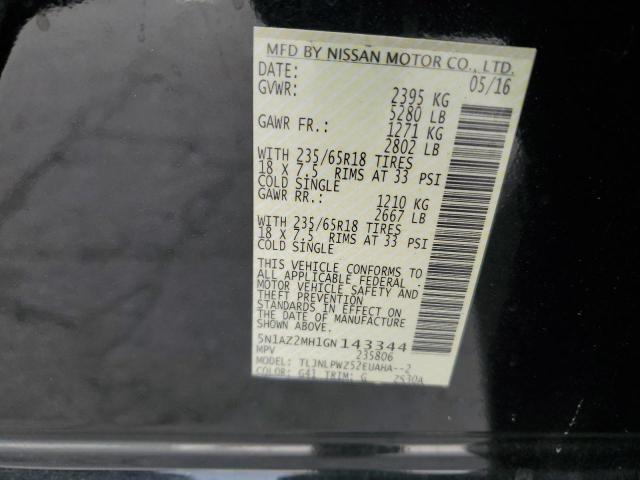 MFD BY NISSAN MOTOR CO., LTD.
DATE: 05/16
GVWR: 2395 KG
5280 LB
GAWR FR.: 1271 KG
2802 LB
WITH 235/65R18 TIRES
18 X 7.5 RIMS AT 33 PSI
COLD SINGLE
GAWR RR.: 1210 KG
2667 LB
WITH 235/65R18 TIRES
18 X 7.5 RIMS AT 33 PSI
COLD SINGLE
THIS VEHICLE CONFORMS TO
ALL APPLICABLE FEDERAL
MOTOR VEHICLE SAFETY AND
THEFT PREVENTION
STANDARDS IN EFFECT ON
THE DATE OF MANUFACTURE
SHOWN ABOVE.
5N1AZ2MH1GN143344
MPV 235806
MODEL: TLJNLPWZ52EUAHA--2
COLOR: G41 TRIM: G ZS30A